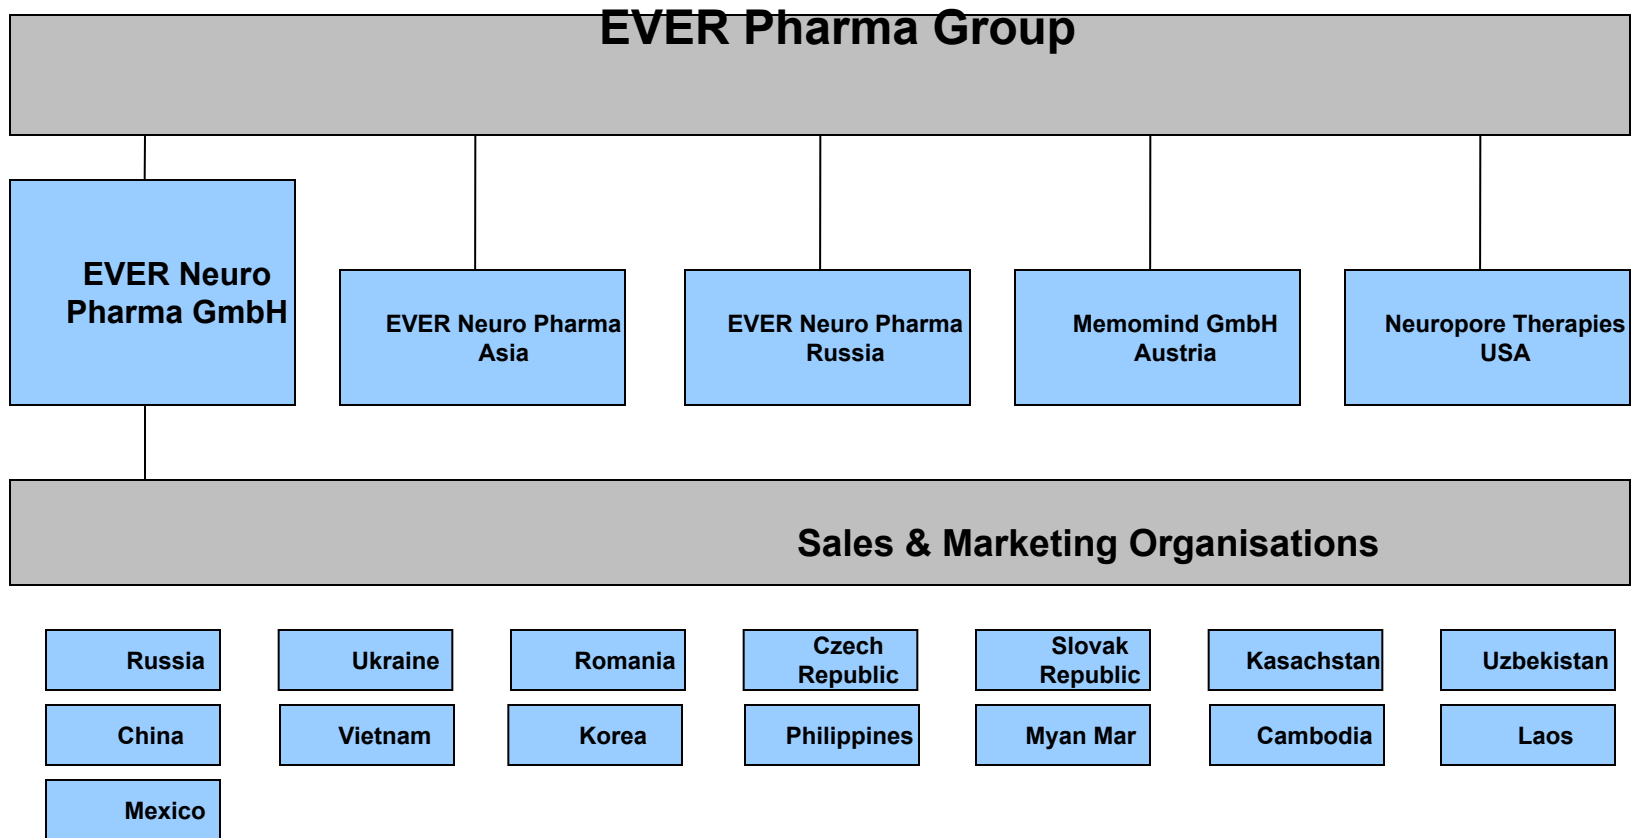 EVER Pharma Group
EVER Neuro
Pharma GmbH
EVER Neuro Pharma
Asia
EVER Neuro Pharma
Russia
Memomind GmbH
Austria
Neuropore Therapies
USA
Sales & Marketing Organisations
Russia
Ukraine
Romania
Czech
Republic
Slovak
Republic
Kasachstan
Uzbekistan
China
Vietnam
Korea
Philippines
Myan Mar
Cambodia
Laos
Mexico